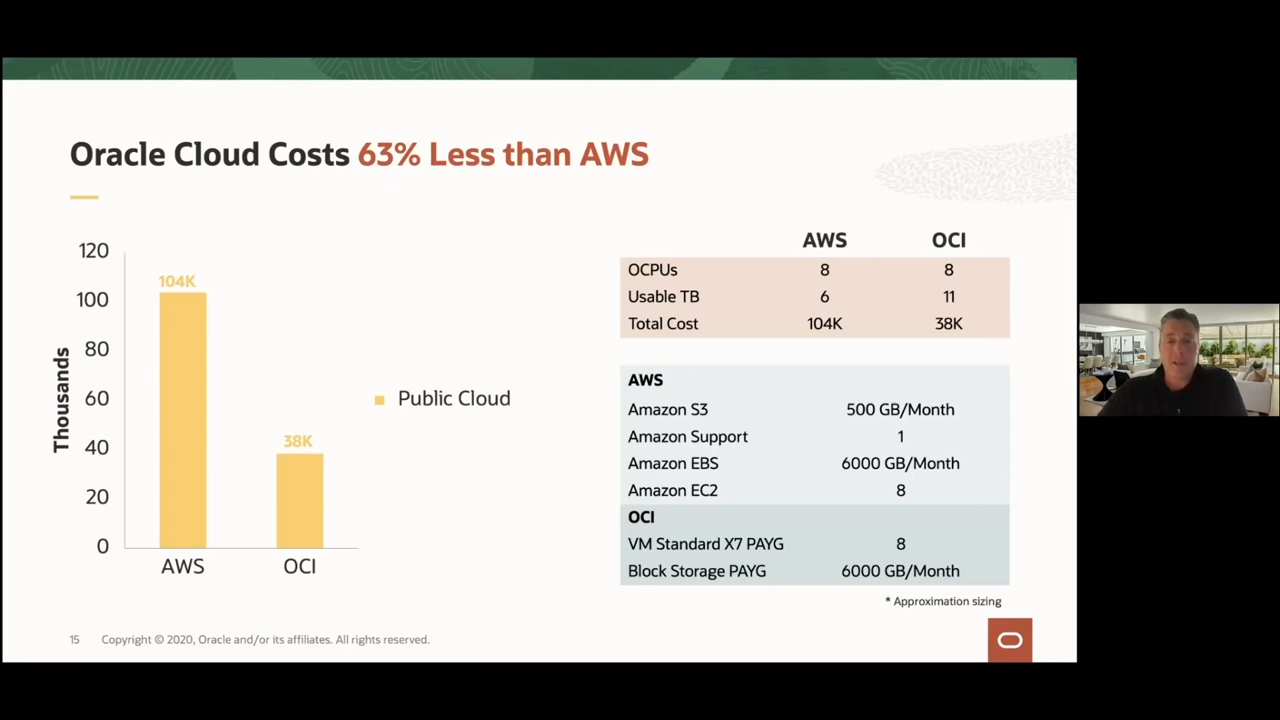 Oracle Cloud Costs 63% Less than AWS
120
100
80
60
40
20
0
Thousands
104K
38K
AWS
OCI
Public Cloud
AWS OCI
OCPUs 8 8
Usable TB 6 11
Total Cost 104K 38K
AWS
Amazon S3 500 GB/Month
Amazon Support 1
Amazon EBS 6000 GB/Month
Amazon EC2 8
OCI
VM Standard X7 PAYG 8
Block Storage PAYG 6000 GB/Month
* Approximation sizing
15 Copyright © 2020, Oracle and/or its affiliates. All rights reserved.